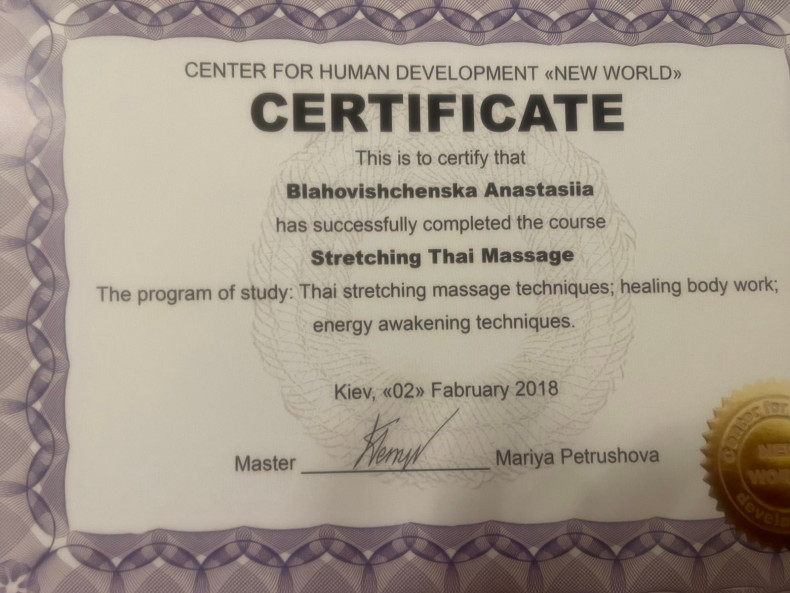 CENTER FOR HUMAN DEVELOPMENT «NEW WORLD»
CERTIFICATE
This is to certify that
Blahovishchenska Anastasiia
has successfully completed the course
Stretching Thai Massage
The program of study: Thai stretching massage techniques; healing body work;
energy awakening techniques.
Kiev, «02» Fabruary 2018
Master Mariya Petrushova